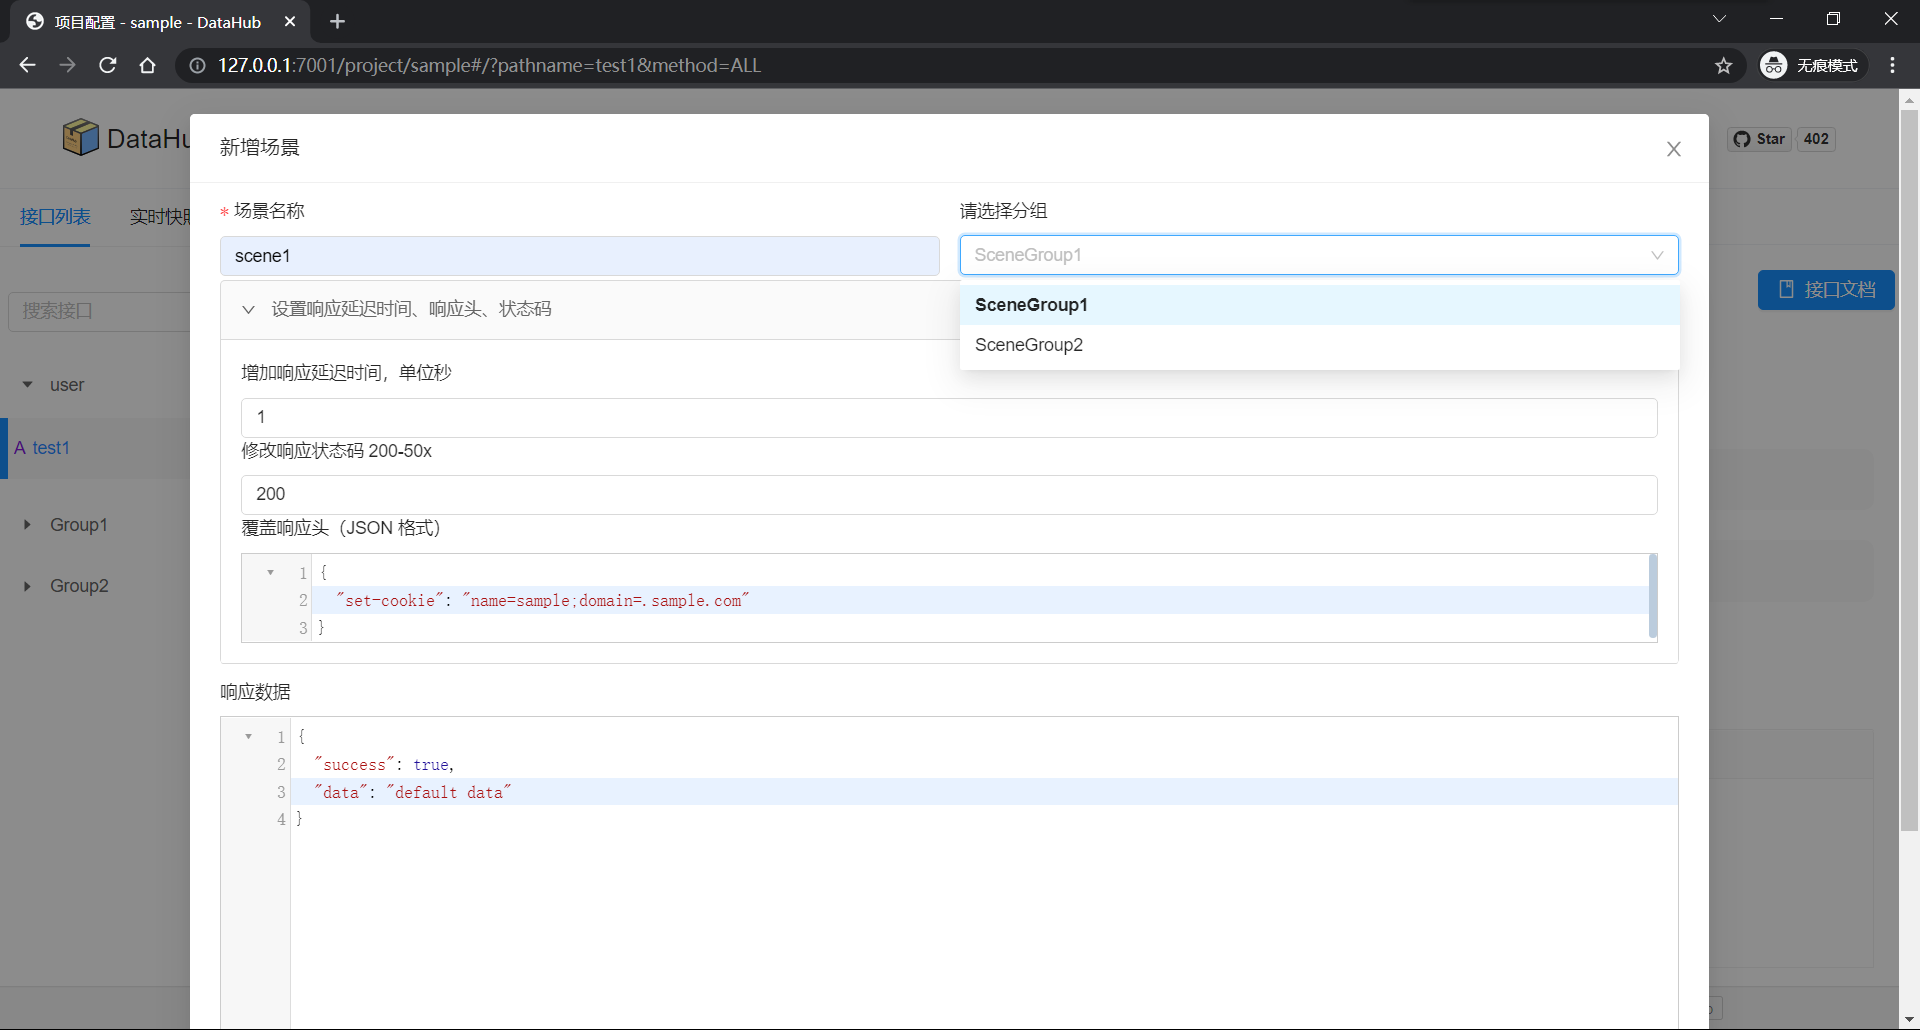 项目配置 - sample - DataHub
127.0.0.1:7001/project/sample#/?pathname=test1&method=ALL
无痕模式
DataHu
Star 402
接口列表
实时快
搜索接口
接口文档
user
A test1
Group1
Group2
新增场景
* 场景名称
请选择分组
scene1
SceneGroup1
SceneGroup1
SceneGroup2
设置响应延迟时间、响应头、状态码
增加响应延迟时间，单位秒
1
修改响应状态码 200-50x
200
覆盖响应头（JSON 格式）
1 {
2 "set-cookie": "name=sample;domain=.sample.com"
3 }
响应数据
1 {
2 "success": true,
3 "data": "default data"
4 }